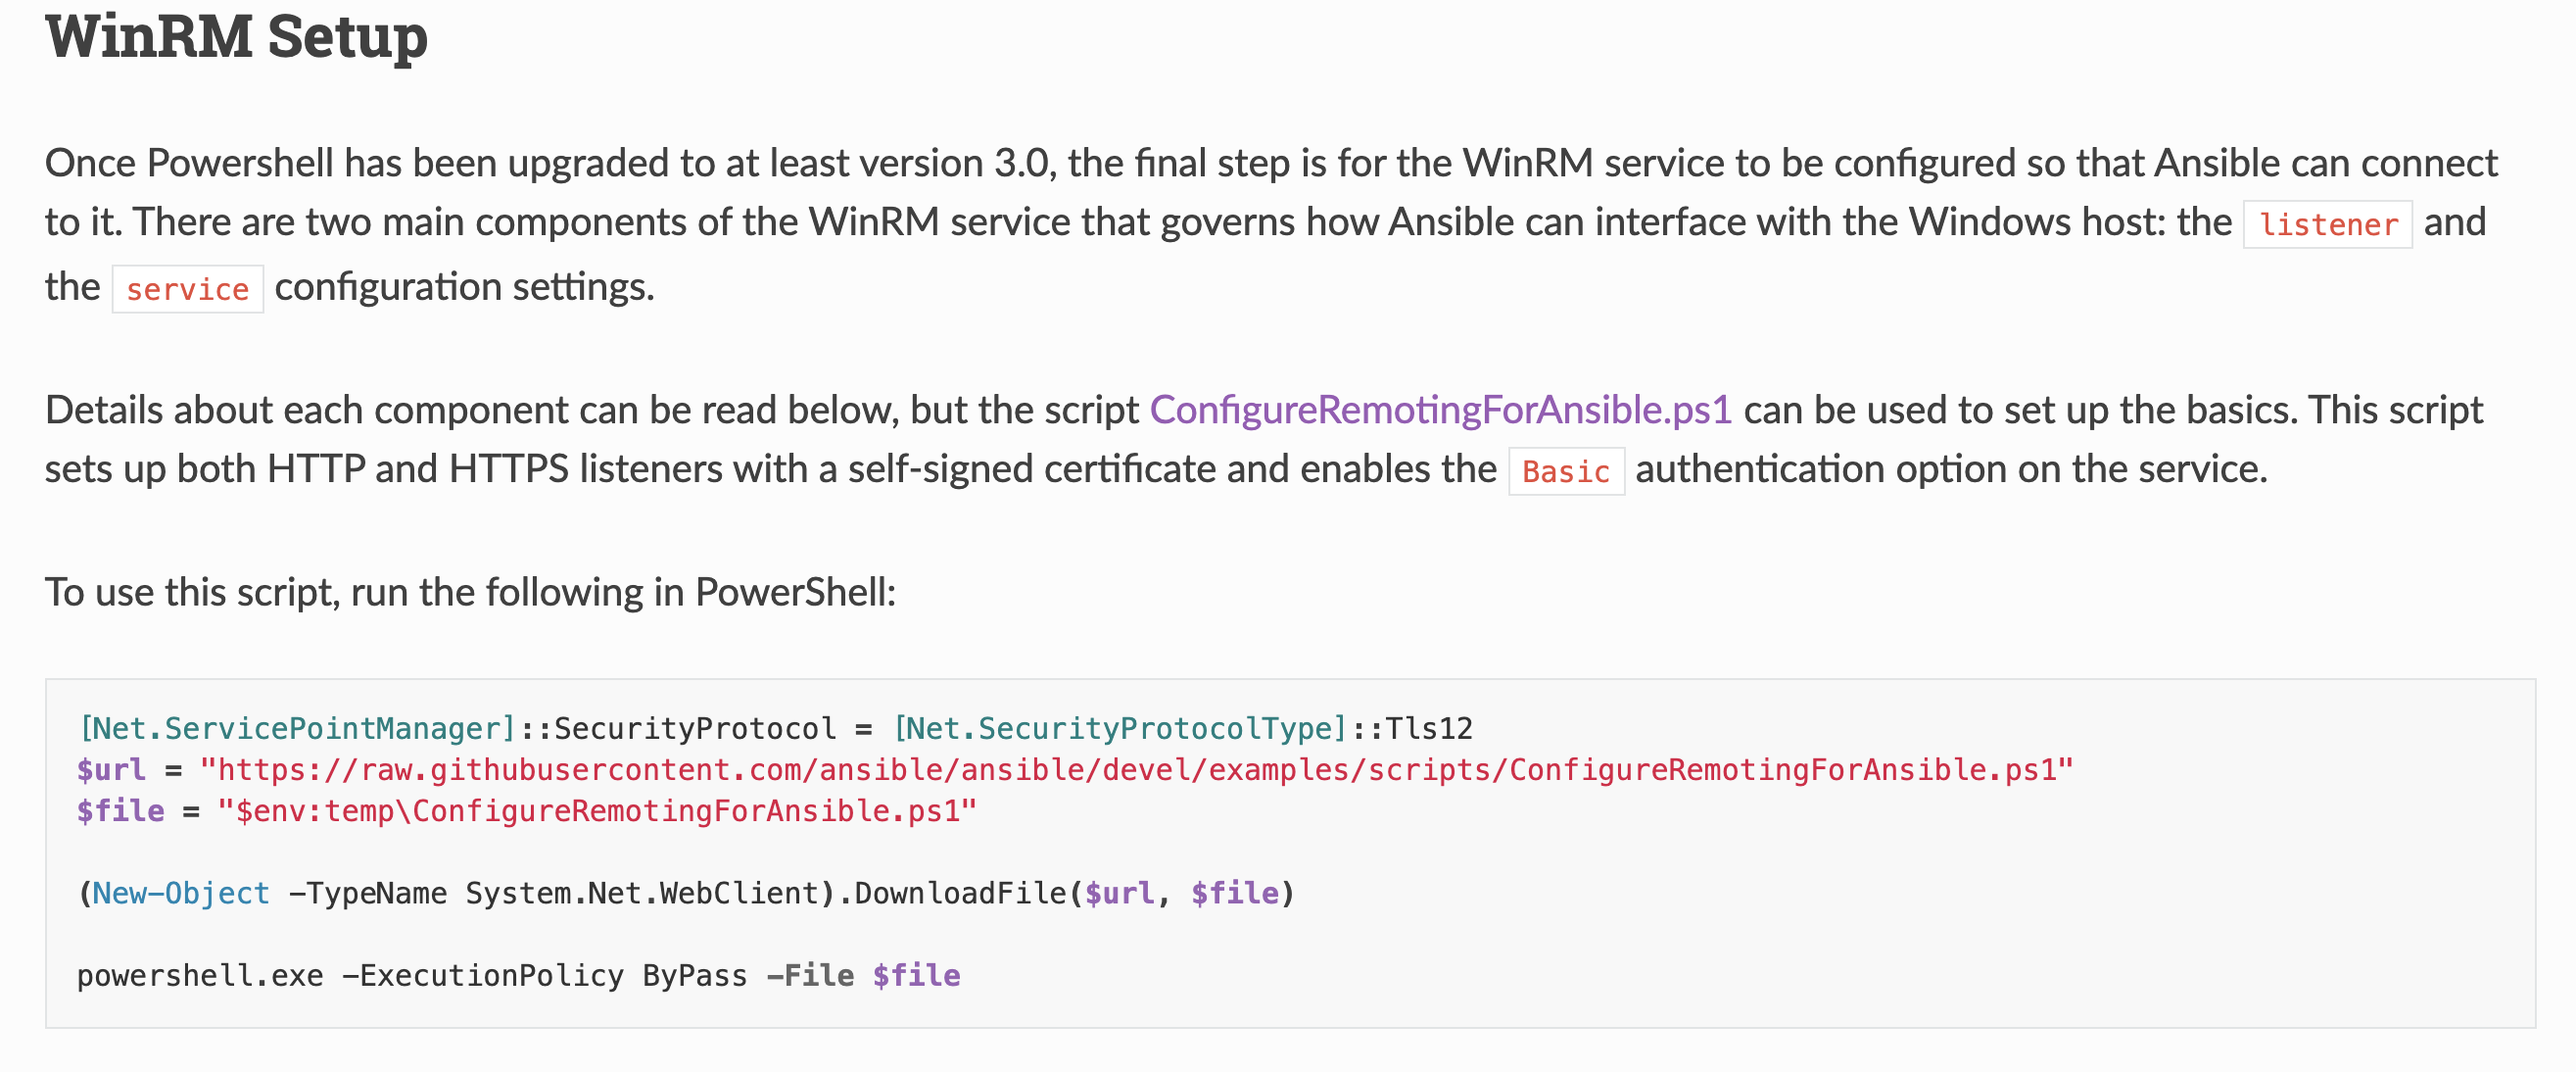 WinRM Setup
Once Powershell has been upgraded to at least version 3.0, the final step is for the WinRM service to be configured so that Ansible can connect
to it. There are two main components of the WinRM service that governs how Ansible can interface with the Windows host: the listener and
the service configuration settings.
Details about each component can be read below, but the script ConfigureRemotingForAnsible.ps1 can be used to set up the basics. This script
sets up both HTTP and HTTPS listeners with a self-signed certificate and enables the Basic authentication option on the service.
To use this script, run the following in PowerShell:
[Net.ServicePointManager]::SecurityProtocol = [Net.SecurityProtocolType]::Tls12
$url = "https://raw.githubusercontent.com/ansible/ansible/devel/examples/scripts/ConfigureRemotingForAnsible.ps1"
$file = "$env:temp\ConfigureRemotingForAnsible.ps1"
(New-Object -TypeName System.Net.WebClient).DownloadFile($url, $file)
powershell.exe -ExecutionPolicy ByPass -File $file